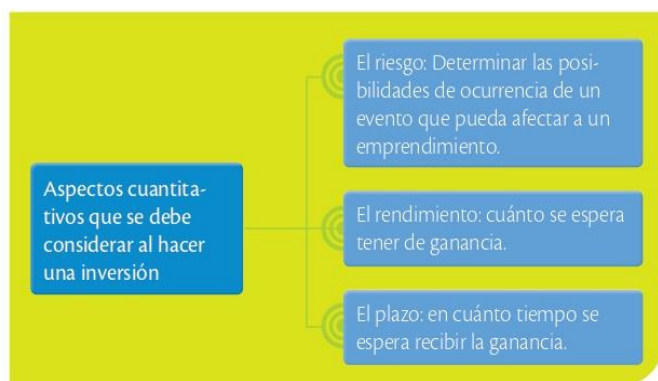 Aspectos cuantita-
tivos que se debe
considerar al hacer
una inversión
El riesgo: Determinar las posi-
bilidades de ocurrencia de un
evento que pueda afectar a un
emprendimiento.
El rendimiento: cuánto se espera
tener de ganancia.
El plazo: en cuánto tiempo se
espera recibir la ganancia.